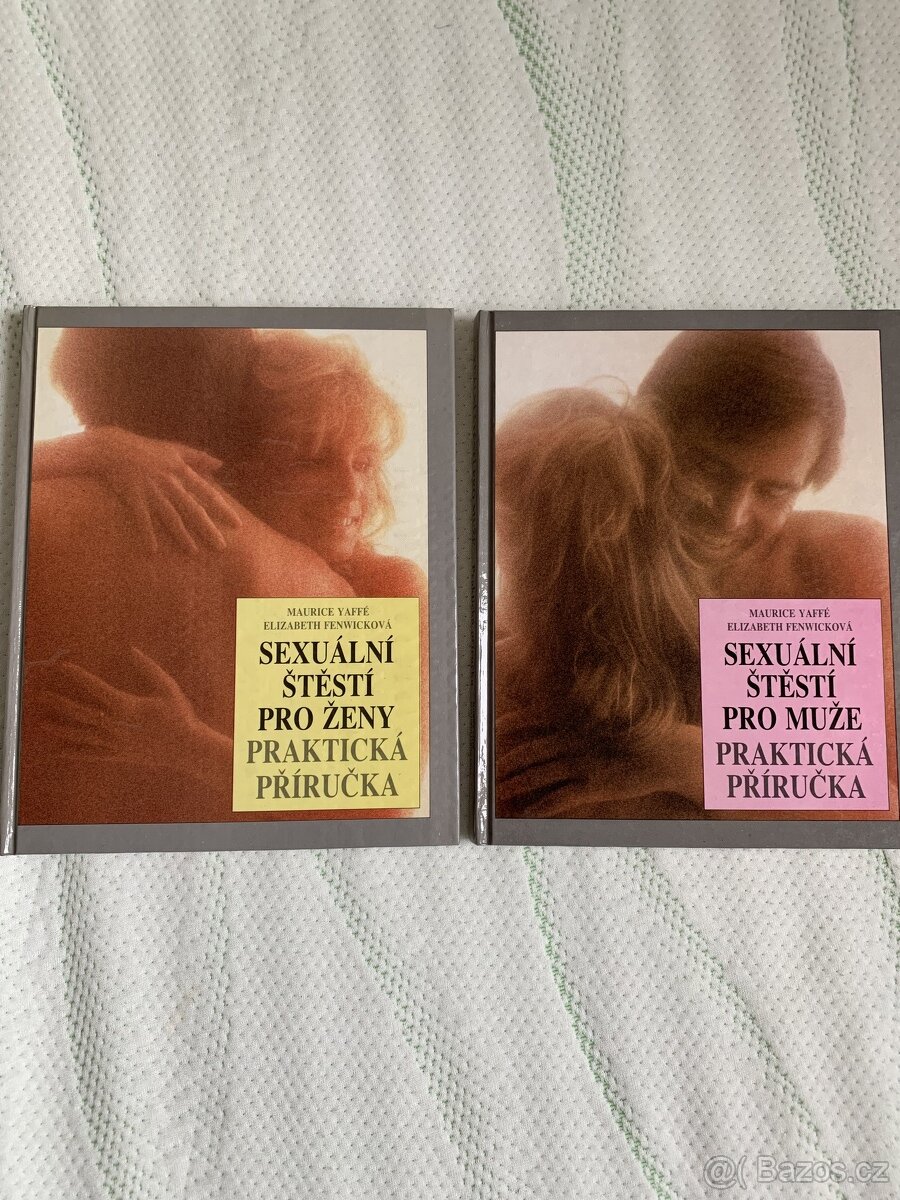 MAURICE YAFFÉ
ELIZABETH FENWICKOVÁ
SEXUÁLNÍ
ŠTĚSTÍ
PRO ŽENY
PRAKTICKÁ
PŘÍRUČKA
MAURICE YAFFÉ
ELIZABETH FENWICKOVÁ
SEXUÁLNÍ
ŠTĚSTÍ
PRO MUŽE
PRAKTICKÁ
PŘÍRUČKA
@( Bazos.cz